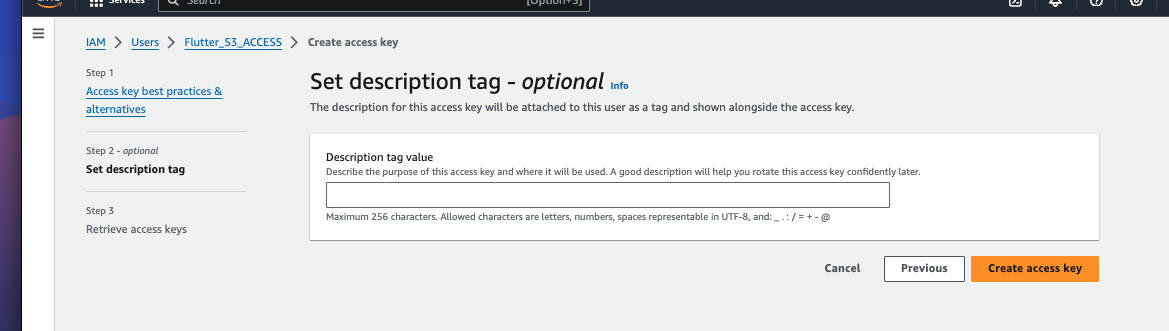 Services
Search
[Option+S]
IAM > Users > Flutter_S3_ACCESS > Create access key
Step 1
Access key best practices &
alternatives
Step 2 - optional
Set description tag
Step 3
Retrieve access keys
Set description tag - optional Info
The description for this access key will be attached to this user as a tag and shown alongside the access key.
Description tag value
Describe the purpose of this access key and where it will be used. A good description will help you rotate this access key confidently later.
Maximum 256 characters. Allowed characters are letters, numbers, spaces representable in UTF-8, and: _ . : / = + - @
Cancel
Previous
Create access key